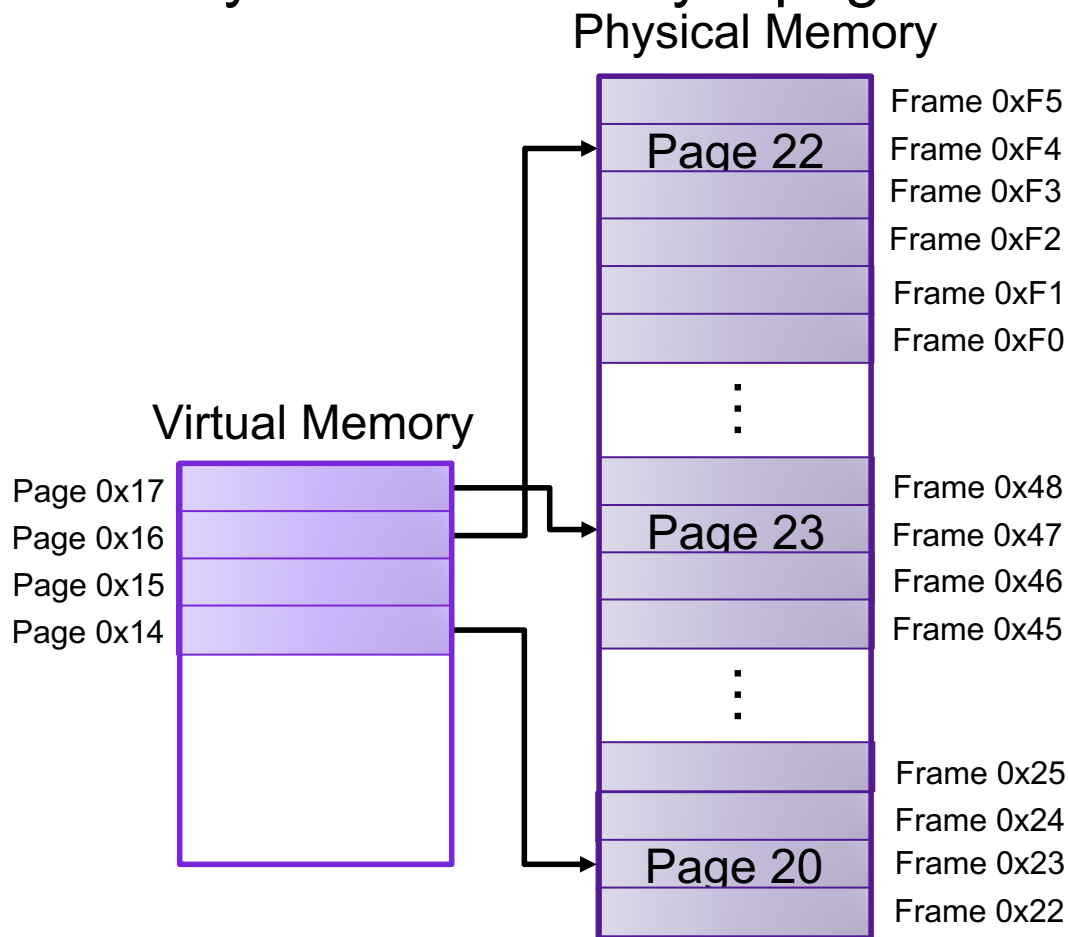 Physical Memory
Frame 0xF5
Page 22
Frame 0xF4
Frame 0xF3
Frame 0xF2
Frame 0xF1
Frame 0xF0
Virtual Memory
Page 0x17
Page 0x16
Page 0x15
Page 0x14
Frame 0x48
Page 23
Frame 0x47
Frame 0x46
Frame 0x45
Frame 0x25
Frame 0x24
Page 20
Frame 0x23
Frame 0x22